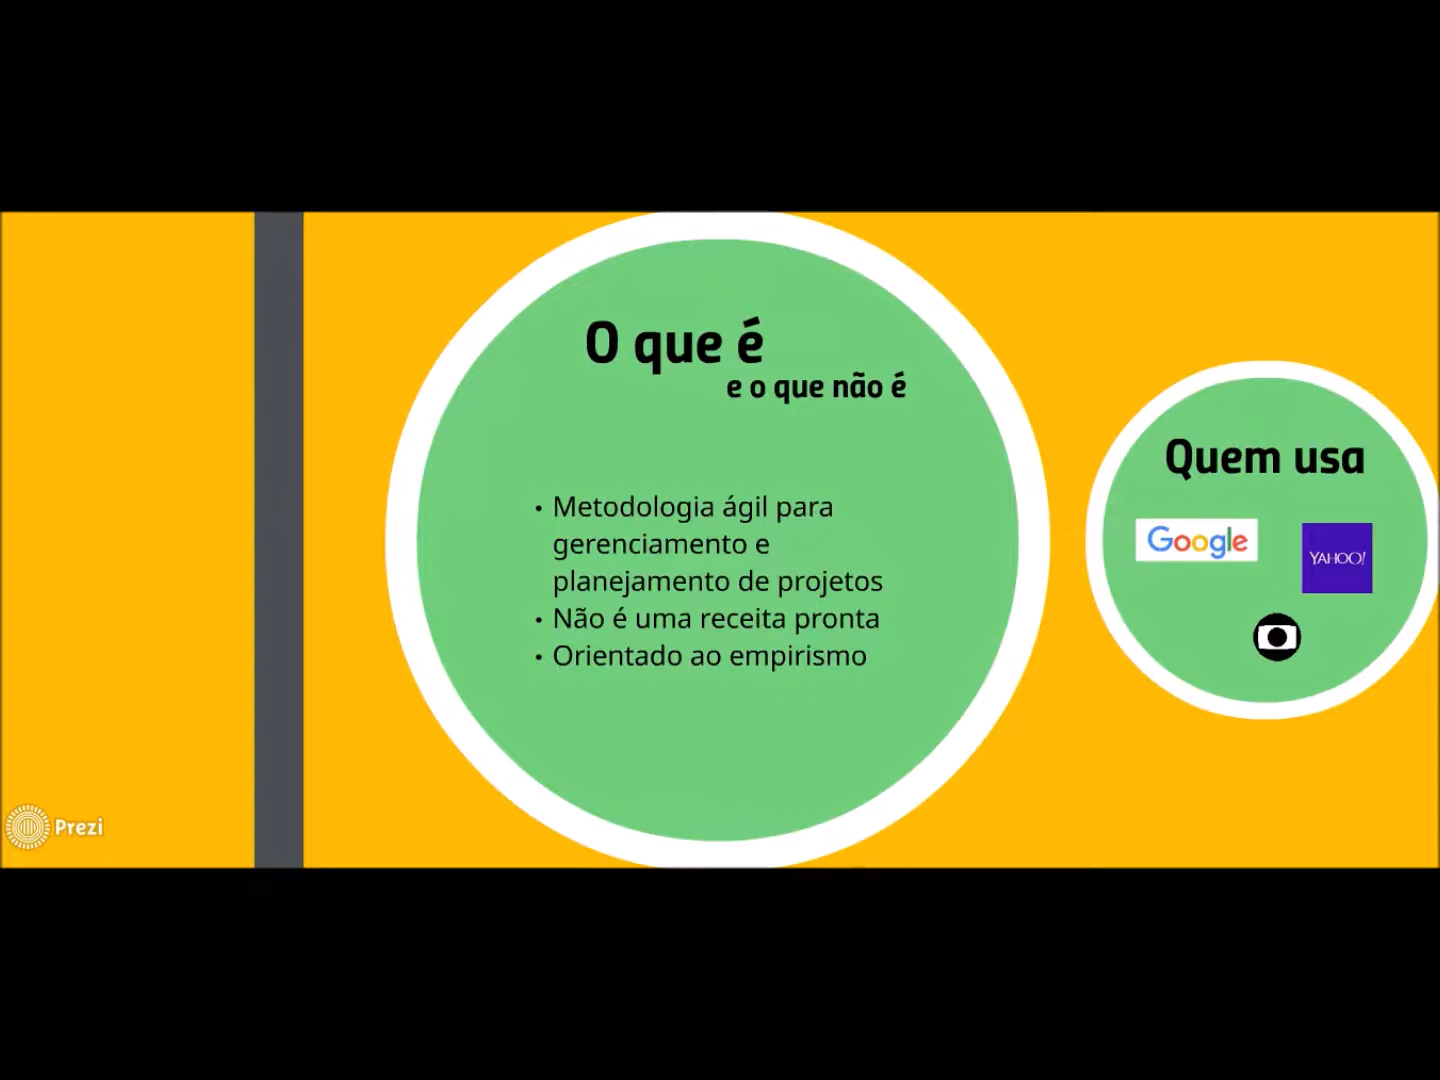 O que é
e o que não é
• Metodologia ágil para
gerenciamento e
planejamento de projetos
• Não é uma receita pronta
• Orientado ao empirismo
Quem usa
Google
YAHOO!
Prezi